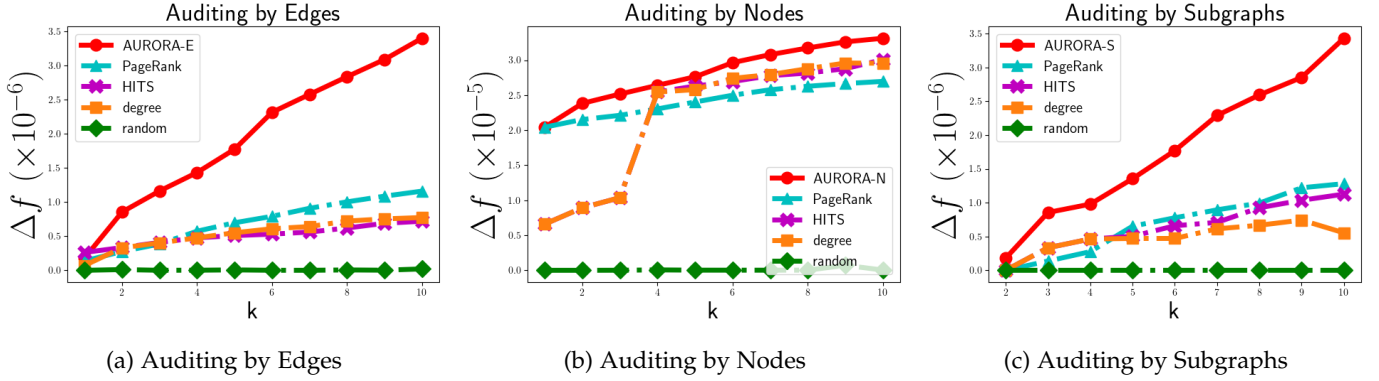 Auditing by Edges
Δf (×10⁻⁶)
3.5
3.0
2.5
2.0
1.5
1.0
0.5
0.0
AURORA-E
PageRank
HITS
degree
random
2 4 6 8 10
k
(a) Auditing by Edges
Auditing by Nodes
Δf (×10⁻⁵)
3.0
2.5
2.0
1.5
1.0
0.5
0.0
AURORA-N
PageRank
HITS
degree
random
2 4 6 8 10
k
(b) Auditing by Nodes
Auditing by Subgraphs
Δf (×10⁻⁶)
3.5
3.0
2.5
2.0
1.5
1.0
0.5
0.0
AURORA-S
PageRank
HITS
degree
random
2 3 4 5 6 7 8 9 10
k
(c) Auditing by Subgraphs